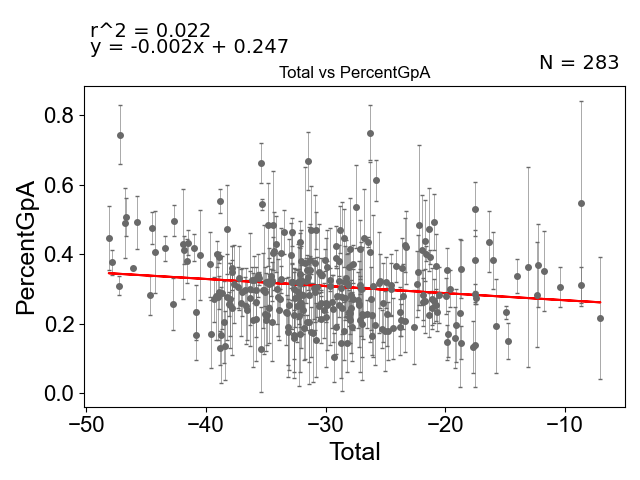 r^2 = 0.022
y = -0.002x + 0.247
N = 283
Total vs PercentGpA
PercentGpA
0.8
0.6
0.4
0.2
0.0
−50 −40 −30 −20 −10
Total